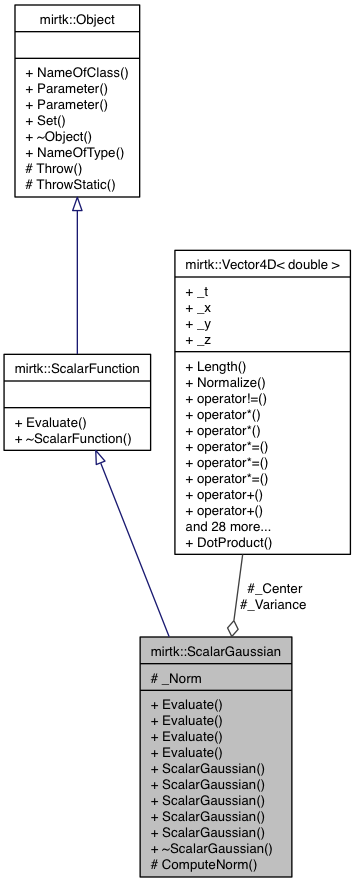 mirtk::Object
+ NameOfClass()
+ Parameter()
+ Parameter()
+ Set()
+ ~Object()
+ NameOfType()
# Throw()
# ThrowStatic()
mirtk::Vector4D< double >
+ _t
+ _x
+ _y
+ _z
+ Length()
+ Normalize()
+ operator!=()
+ operator*()
+ operator*()
+ operator*=()
+ operator*=()
+ operator*=()
+ operator+()
+ operator+()
and 28 more...
+ DotProduct()
mirtk::ScalarFunction
+ Evaluate()
+ ~ScalarFunction()
#_Center
#_Variance
mirtk::ScalarGaussian
# _Norm
+ Evaluate()
+ Evaluate()
+ Evaluate()
+ Evaluate()
+ ScalarGaussian()
+ ScalarGaussian()
+ ScalarGaussian()
+ ScalarGaussian()
+ ScalarGaussian()
+ ~ScalarGaussian()
# ComputeNorm()